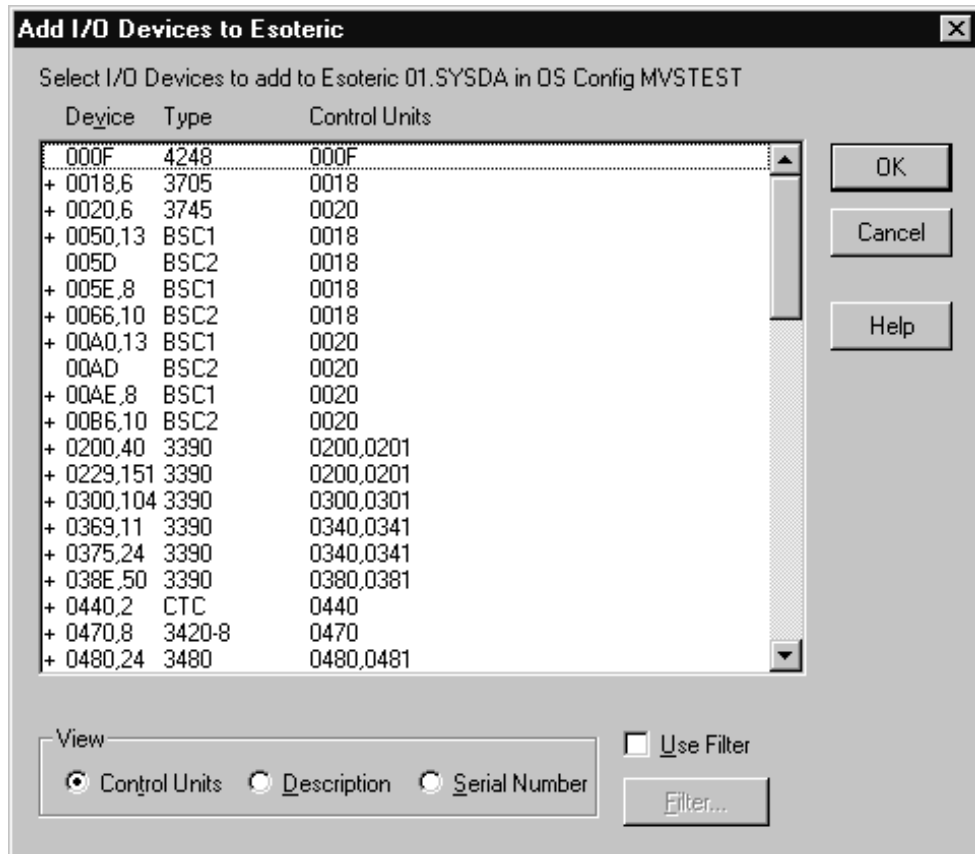 Add I/O Devices to Esoteric
Select I/O Devices to add to Esoteric 01.SYSDA in OS Config MVSTEST
Device Type Control Units
000F 4248 000F
+ 0018,6 3705 0018
+ 0020,6 3745 0020
+ 0050,13 BSC1 0018
005D BSC2 0018
+ 005E,8 BSC1 0018
+ 0066,10 BSC2 0018
+ 00A0,13 BSC1 0020
00AD BSC2 0020
+ 00AE,8 BSC1 0020
+ 00B6,10 BSC2 0020
+ 0200,40 3390 0200,0201
+ 0229,151 3390 0200,0201
+ 0300,104 3390 0300,0301
+ 0369,11 3390 0340,0341
+ 0375,24 3390 0340,0341
+ 038E,50 3390 0380,0381
+ 0440,2 CTC 0440
+ 0470,8 3420-8 0470
+ 0480,24 3480 0480,0481
OK
Cancel
Help
View
Control Units Description Serial Number
Use Filter
Filter...